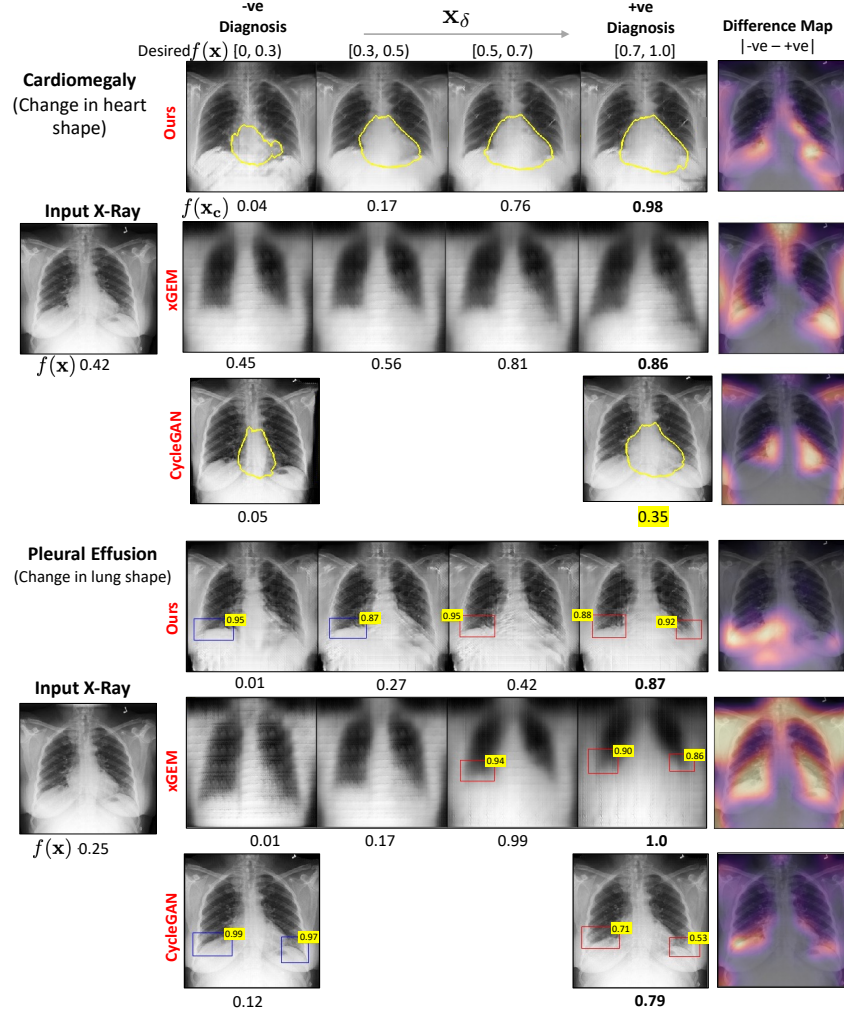 -ve Diagnosis
x_δ
+ve Diagnosis
Difference Map
|-ve – +ve|
Desired f(x) [0, 0.3) [0.3, 0.5) [0.5, 0.7) [0.7, 1.0]
Cardiomegaly
(Change in heart shape)
Ours
f(x_c) 0.04 0.17 0.76 0.98
Input X-Ray
f(x) 0.42
xGEM
0.45 0.56 0.81 0.86
CycleGAN
0.05 0.35
Pleural Effusion
(Change in lung shape)
Ours
0.95 0.87 0.95 0.88 0.92
0.01 0.27 0.42 0.87
Input X-Ray
f(x) 0.25
xGEM
0.94 0.90 0.86
0.01 0.17 0.99 1.0
CycleGAN
0.99 0.97 0.71 0.53
0.12 0.79